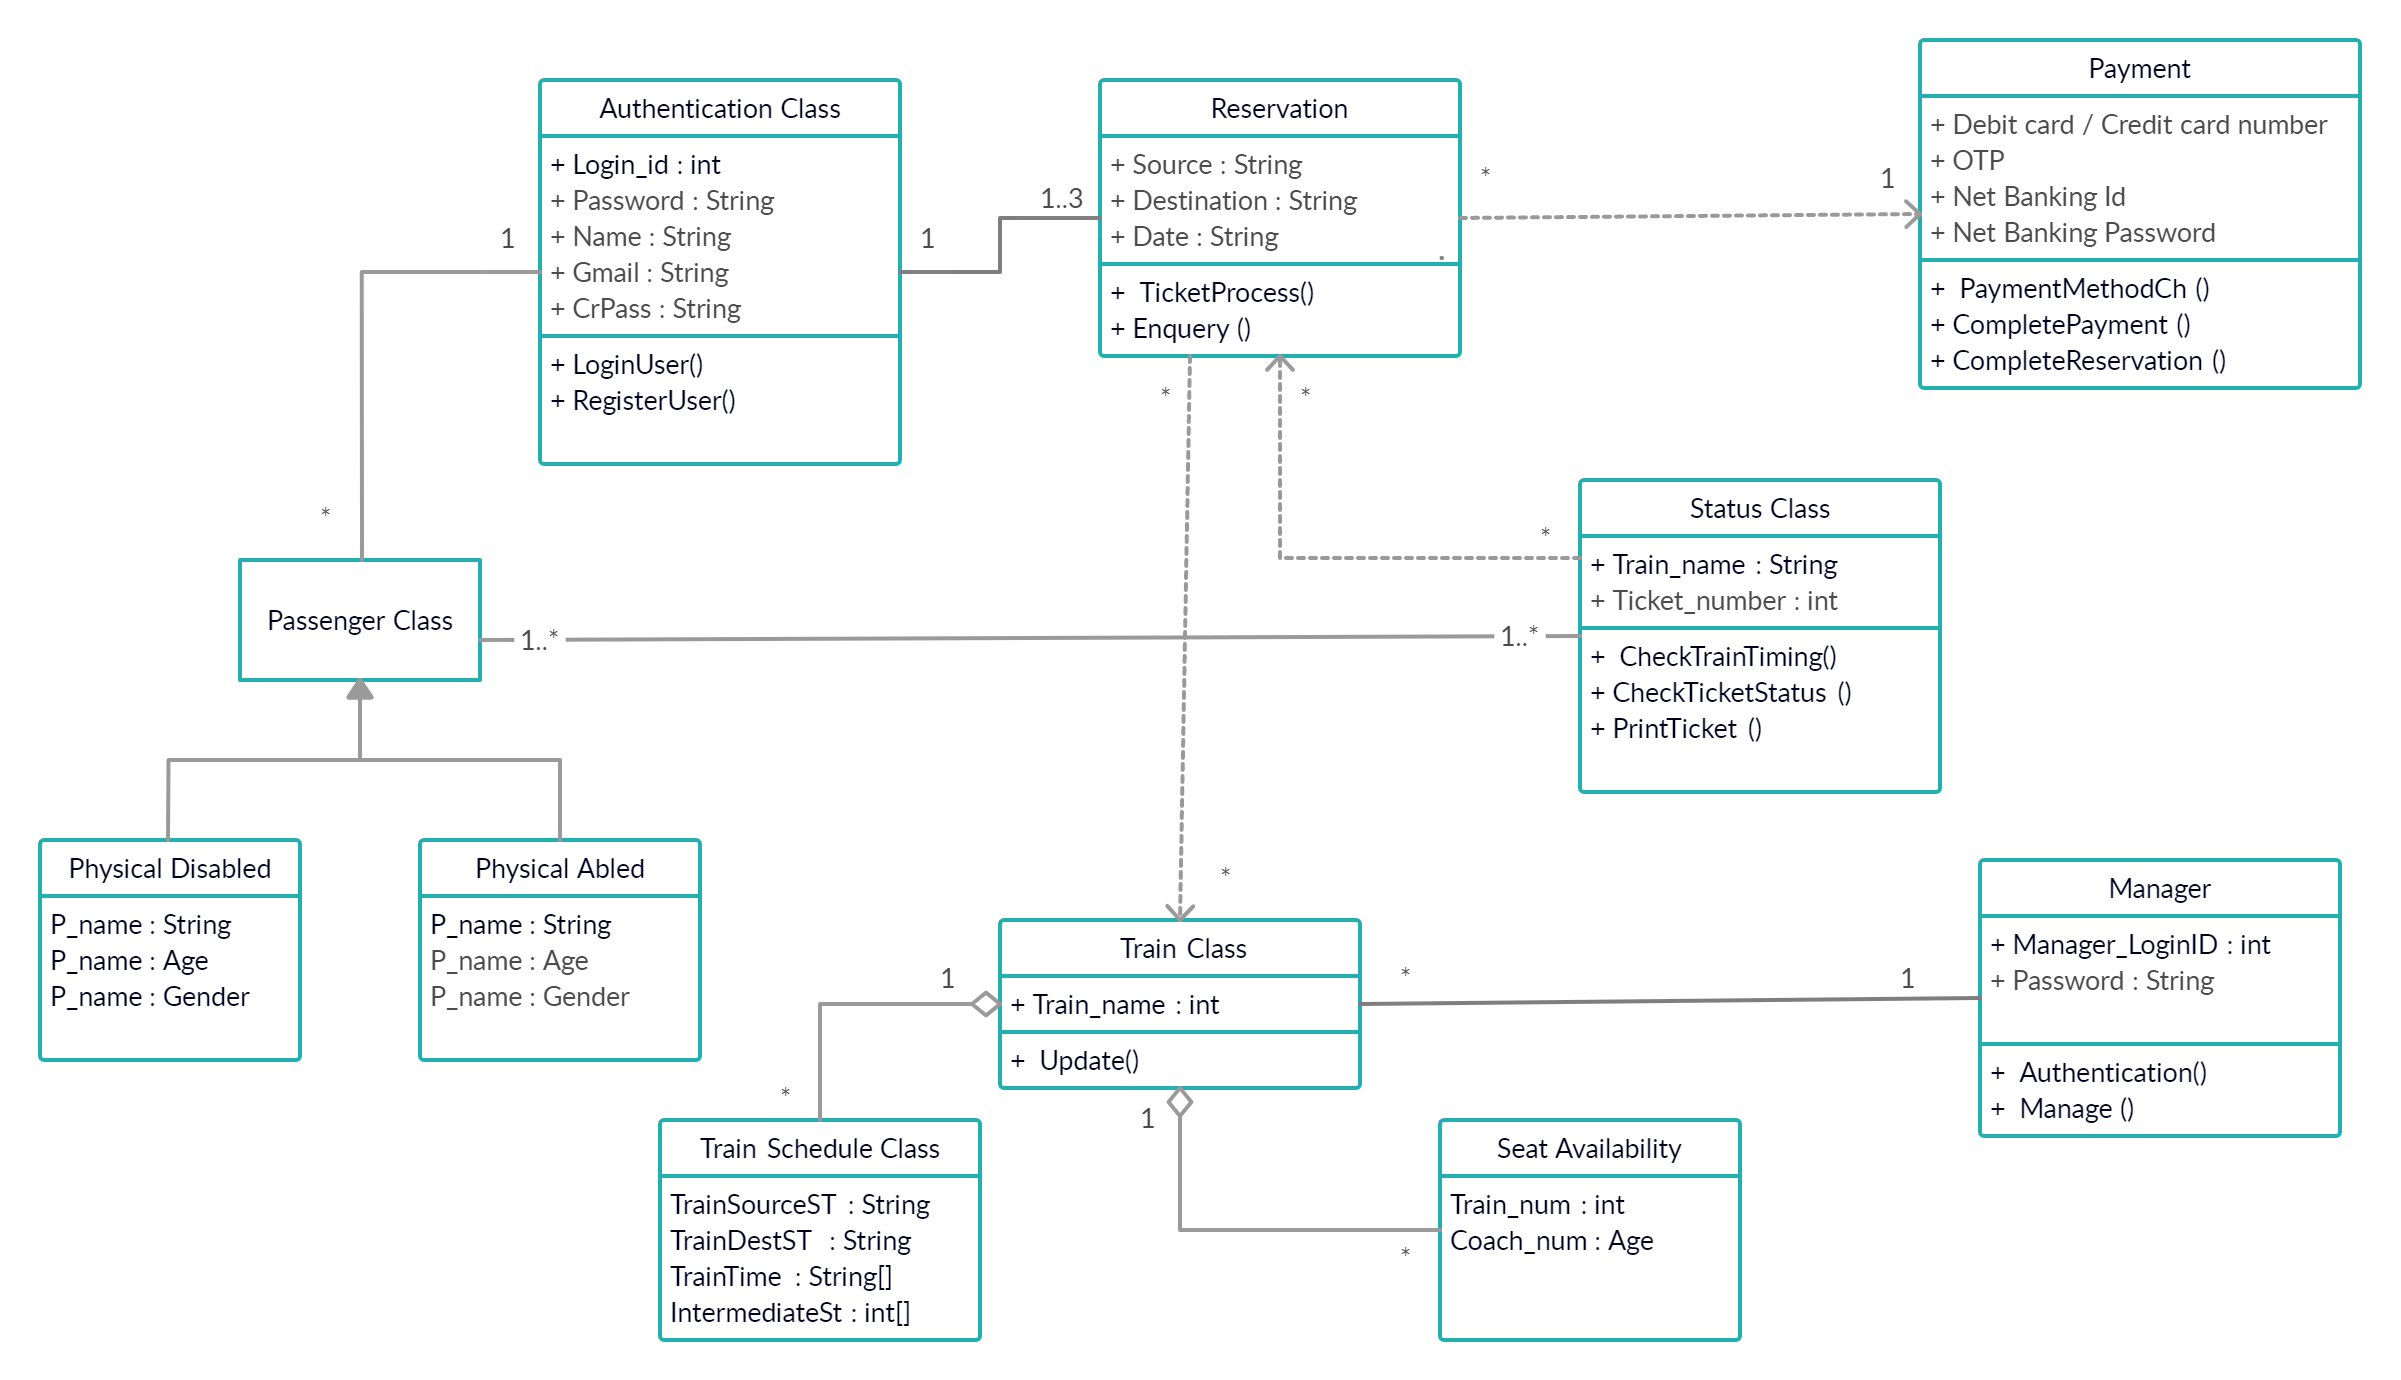 Authentication Class
+ Login_id : int
+ Password : String
+ Name : String
+ Gmail : String
+ CrPass : String
+ LoginUser()
+ RegisterUser()
Reservation
+ Source : String
+ Destination : String
+ Date : String
.
+ TicketProcess()
+ Enquery ()
Payment
+ Debit card / Credit card number
+ OTP
+ Net Banking Id
+ Net Banking Password
+ PaymentMethodCh ()
+ CompletePayment ()
+ CompleteReservation ()
1
*
1
1..3
*
1
*
*
*
*
Passenger Class
1..*
1..*
Status Class
+ Train_name : String
+ Ticket_number : int
+ CheckTrainTiming()
+ CheckTicketStatus ()
+ PrintTicket ()
Physical Disabled
P_name : String
P_name : Age
P_name : Gender
Physical Abled
P_name : String
P_name : Age
P_name : Gender
Train Class
+ Train_name : int
+ Update()
*
1
Manager
+ Manager_LoginID : int
+ Password : String
+ Authentication()
+ Manage ()
1
*
1
*
Train Schedule Class
TrainSourceST : String
TrainDestST : String
TrainTime : String[]
IntermediateSt : int[]
Seat Availability
Train_num : int
Coach_num : Age